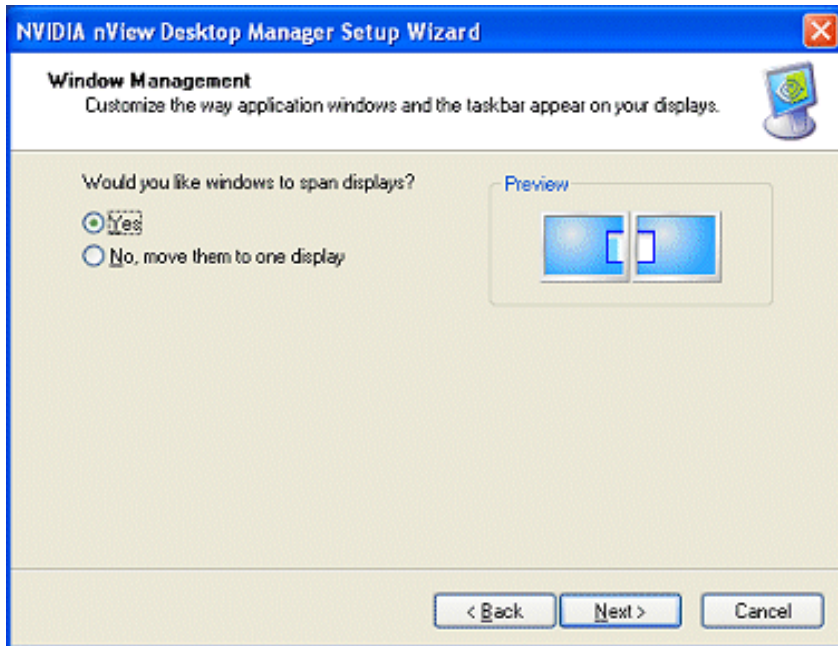 NVIDIA nView Desktop Manager Setup Wizard
Window Management
Customize the way application windows and the taskbar appear on your displays.
Would you like windows to span displays?
Preview
Yes
No, move them to one display
< Back
Next >
Cancel